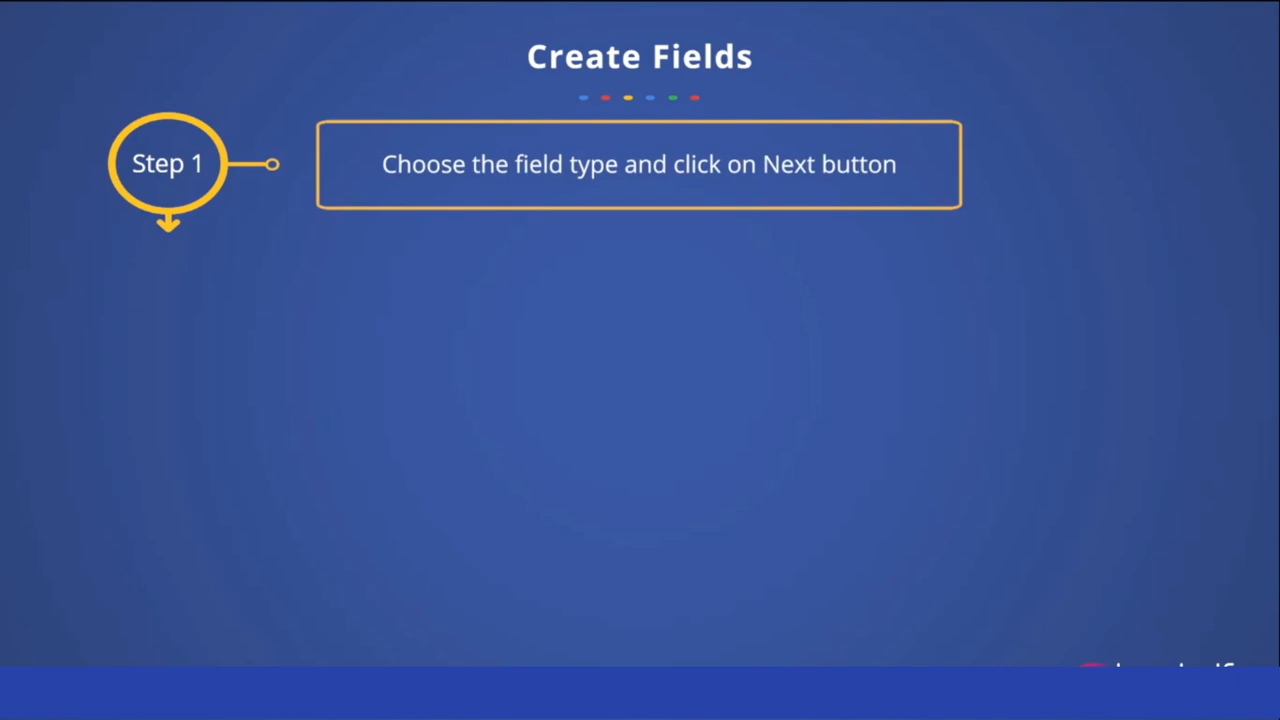 Create Fields
Step 1
Choose the field type and click on Next button